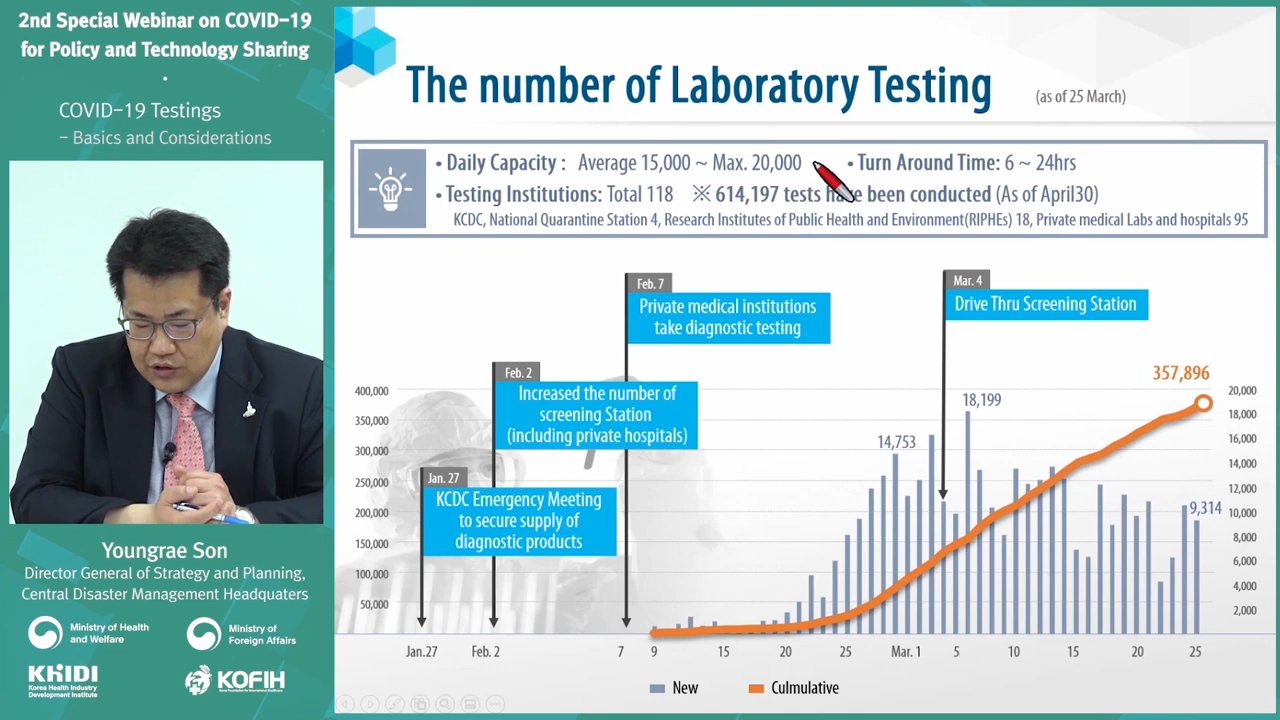 2nd Special Webinar on COVID-19
for Policy and Technology Sharing
COVID-19 Testings
- Basics and Considerations
Youngrae Son
Director General of Strategy and Planning,
Central Disaster Management Headquaters
Ministry of Health
and Welfare
Ministry of
Foreign Affairs
KHIDI
Korea Health Industry
Development Institute
KOFIH
Korea Foundation for International Healthcare
The number of Laboratory Testing
(as of 25 March)
• Daily Capacity : Average 15,000 ~ Max. 20,000
• Turn Around Time: 6 ~ 24hrs
• Testing Institutions: Total 118 ※ 614,197 tests have been conducted (As of April30)
KCDC, National Quarantine Station 4, Research Institutes of Public Health and Environment(RIPHEs) 18, Private medical Labs and hospitals 95
Feb. 7
Private medical institutions
take diagnostic testing
Mar. 4
Drive Thru Screening Station
Feb. 2
Increased the number of
screening Station
(including private hospitals)
Jan. 27
KCDC Emergency Meeting
to secure supply of
diagnostic products
357,896
18,199
14,753
9,314
400,000
350,000
300,000
250,000
200,000
150,000
100,000
50,000
20,000
18,000
16,000
14,000
12,000
10,000
8,000
6,000
4,000
2,000
Jan.27 Feb. 2 7 9 15 20 25 Mar. 1 5 10 15 20 25
New Culmulative